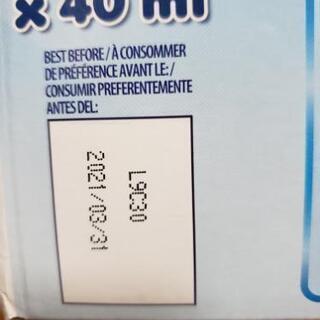 x 40 ml
BEST BEFORE / À CONSOMMER
DE PRÉFÉRENCE AVANT LE: /
CONSUMIR PREFERENTEMENTE
ANTES DEL:
L9C30
2021/03/31